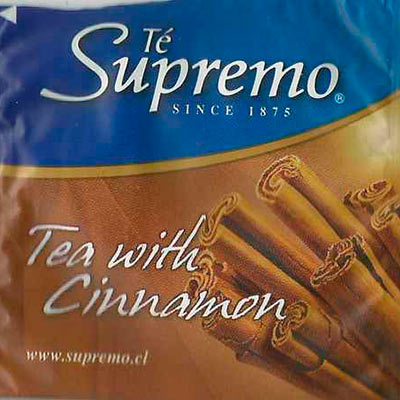 Té
Supremo®
SINCE 1875
Tea with
Cinnamon
www.supremo.cl